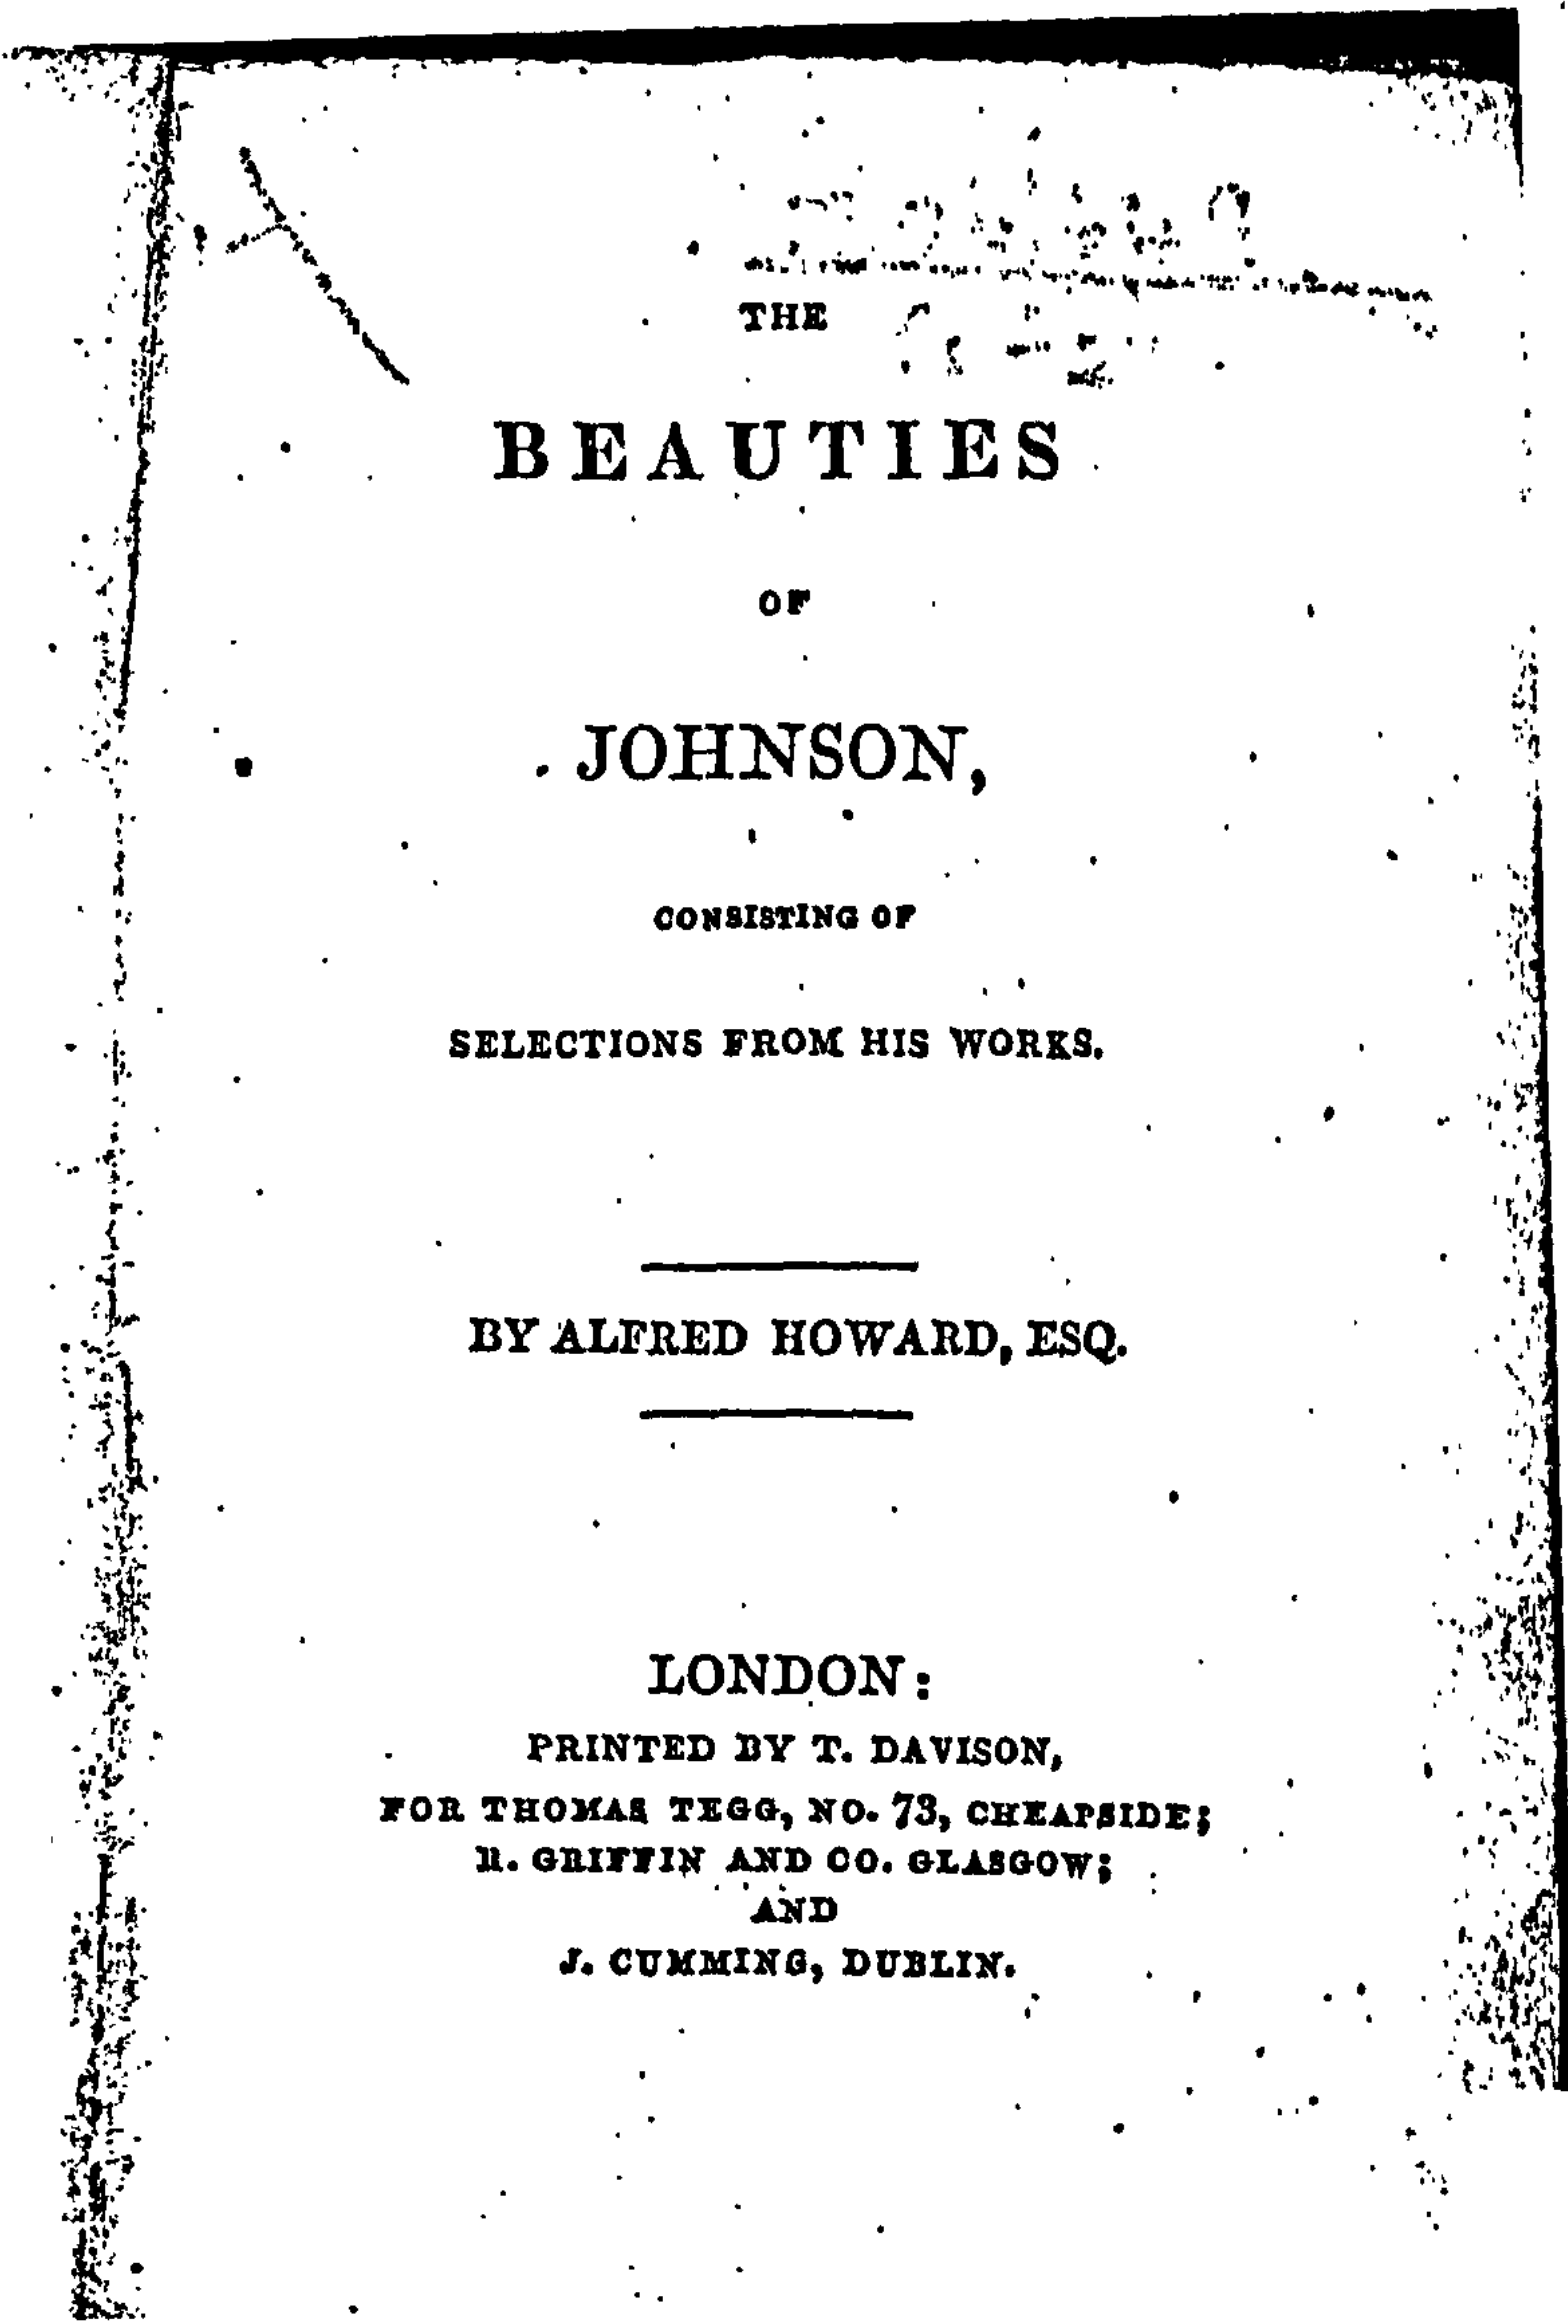 THE
BEAUTIES
OF
JOHNSON,
CONSISTING OF
SELECTIONS FROM HIS WORKS.
BY ALFRED HOWARD, ESQ.
LONDON:
PRINTED BY T. DAVISON,
FOR THOMAS TEGG, NO. 73, CHEAPSIDE;
R. GRIFFIN AND CO. GLASGOW;
AND
J. CUMMING, DUBLIN.